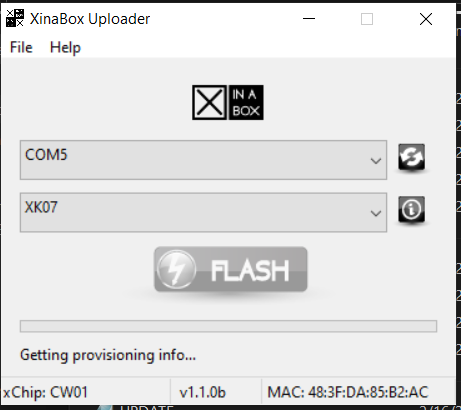 XinaBox Uploader
File Help
IN A
BOX
COM5
XK07
FLASH
Getting provisioning info...
xChip: CW01 v1.1.0b MAC: 48:3F:DA:85:B2:AC